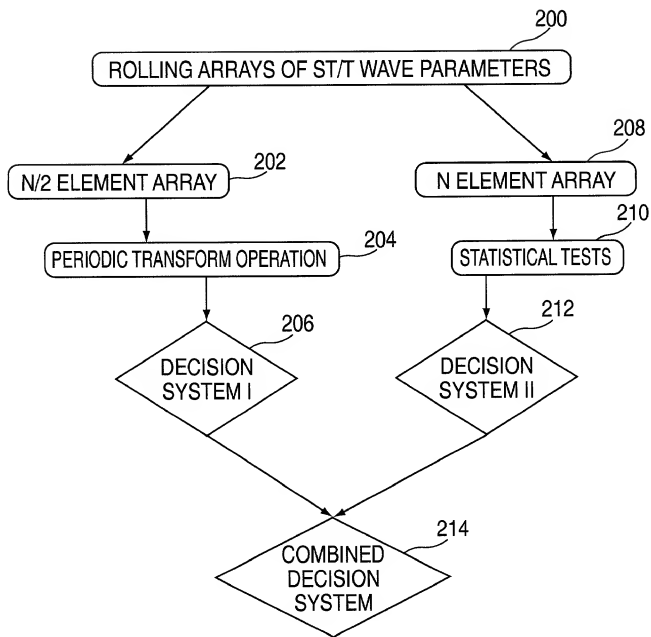 200
ROLLING ARRAYS OF ST/T WAVE PARAMETERS
202
N/2 ELEMENT ARRAY
208
N ELEMENT ARRAY
204
PERIODIC TRANSFORM OPERATION
210
STATISTICAL TESTS
206
DECISION
SYSTEM I
212
DECISION
SYSTEM II
214
COMBINED
DECISION
SYSTEM